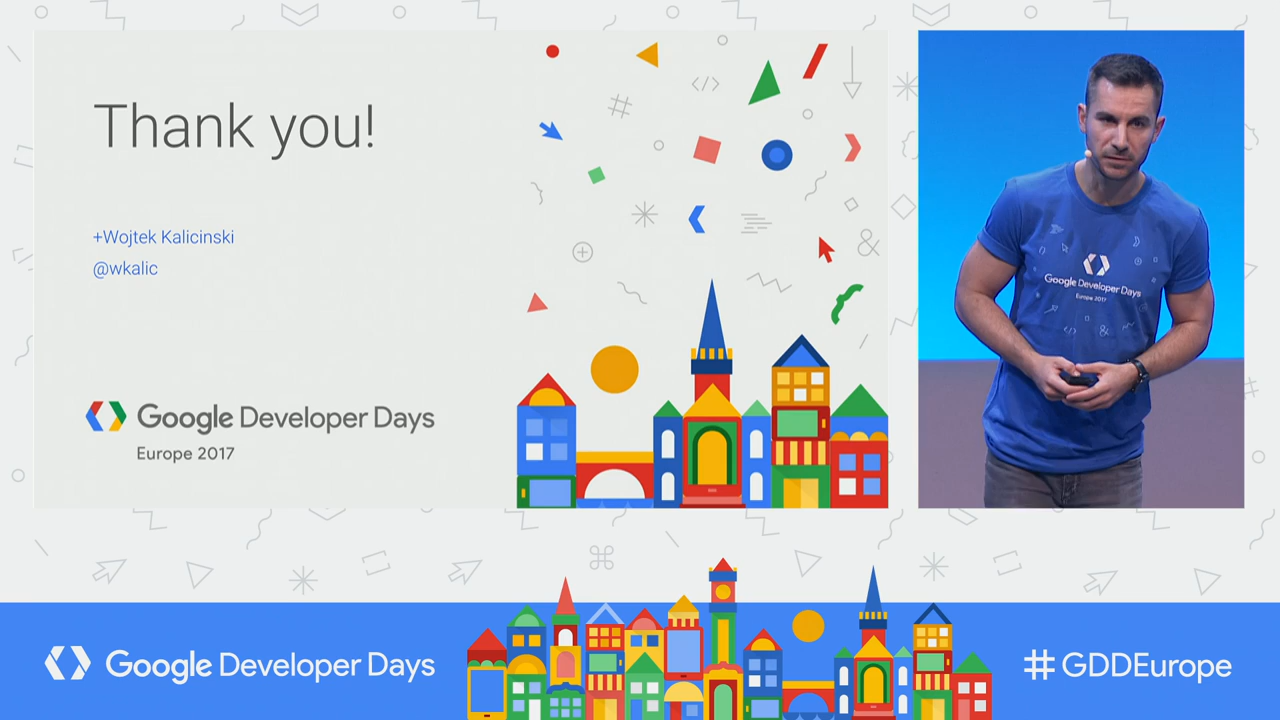 Thank you!
+Wojtek Kalicinski
@wkalic
Google Developer Days
Europe 2017
Google Developer Days
Europe 2017
Google Developer Days
#GDDEurope